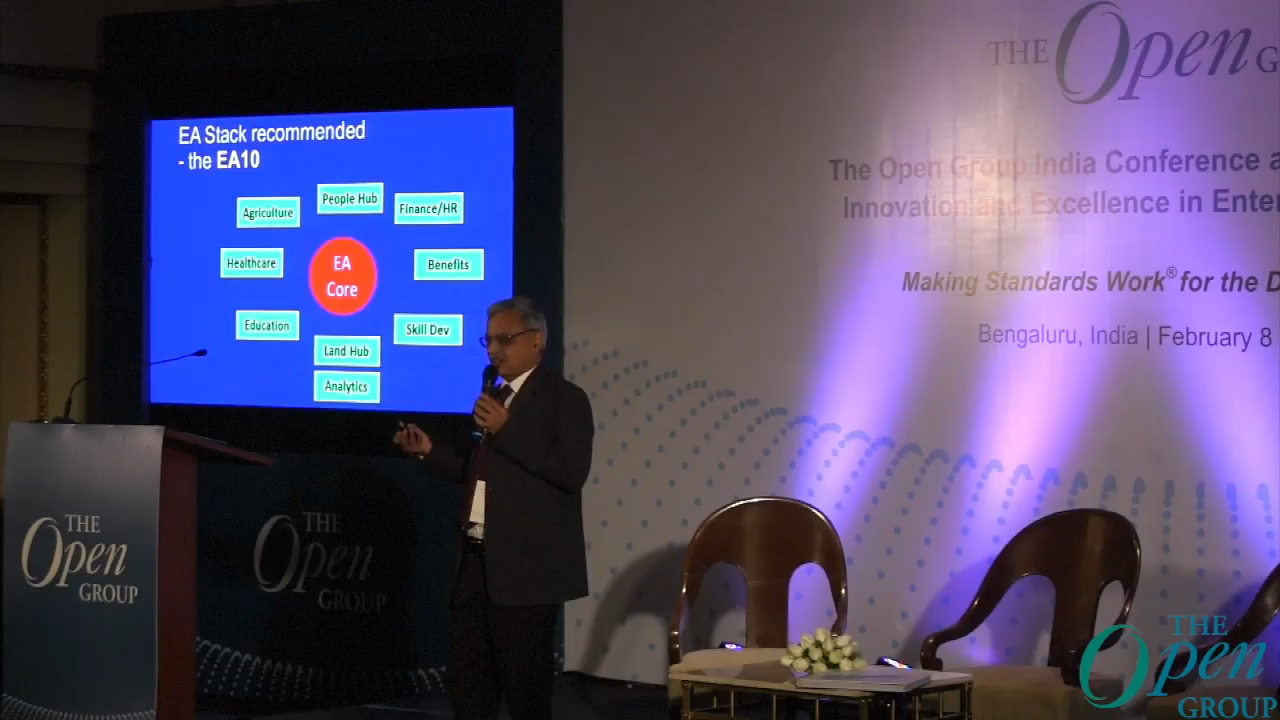 EA Stack recommended
- the EA10
People Hub
Agriculture
Finance/HR
Healthcare
EA
Core
Benefits
Education
Skill Dev
Land Hub
Analytics
THE
Open
G
The Open Group India Conference a
Innovation and Excellence in Enter
Making Standards Work® for the D
Bengaluru, India | February 8
THE
Open
GROUP
THE
Open
GROUP
THE
Open
GROUP